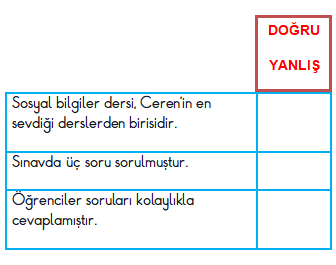 DOĞRU
YANLIŞ
Sosyal bilgiler dersi, Ceren'in en
sevdiği derslerden birisidir.
Sınavda üç soru sorulmuştur.
Öğrenciler soruları kolaylıkla
cevaplamıştır.